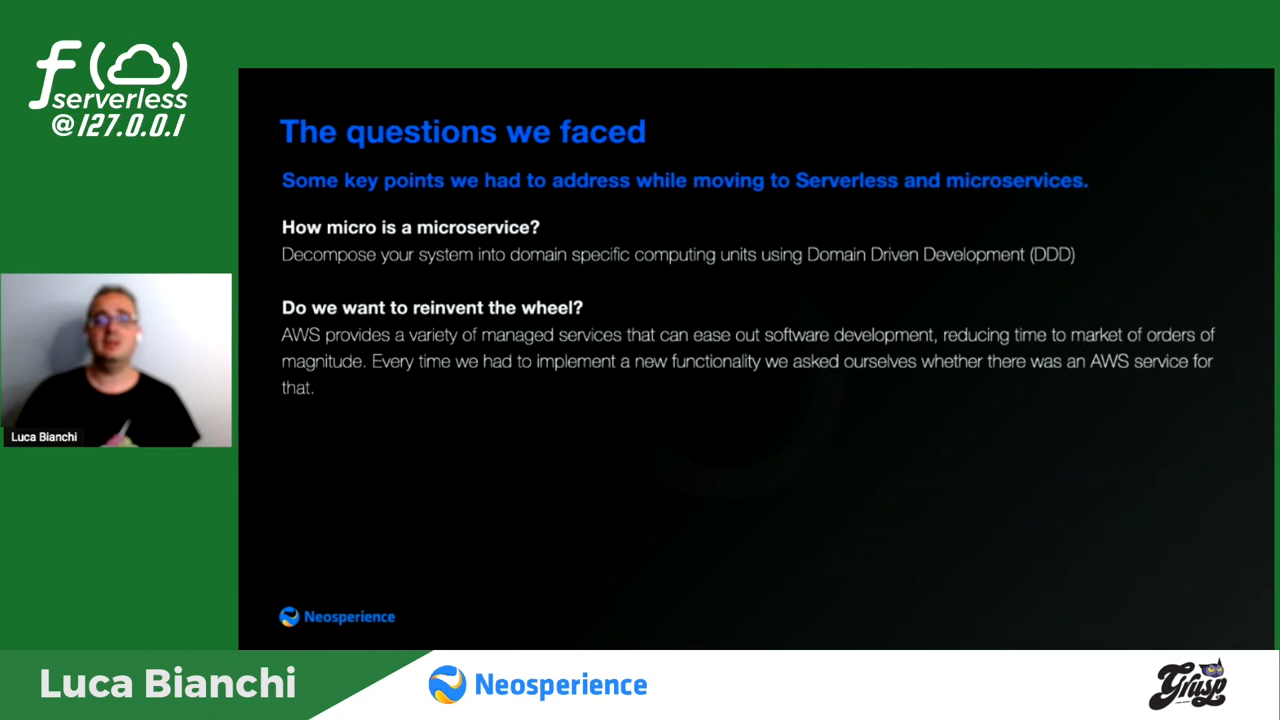 f()
serverless
@127.0.0.1
The questions we faced
Some key points we had to address while moving to Serverless and microservices.
How micro is a microservice?
Decompose your system into domain specific computing units using Domain Driven Development (DDD)
Do we want to reinvent the wheel?
AWS provides a variety of managed services that can ease out software development, reducing time to market of orders of
magnitude. Every time we had to implement a new functionality we asked ourselves whether there was an AWS service for
that.
Luca Bianchi
Neosperience
Luca Bianchi
Neosperience
Grusp